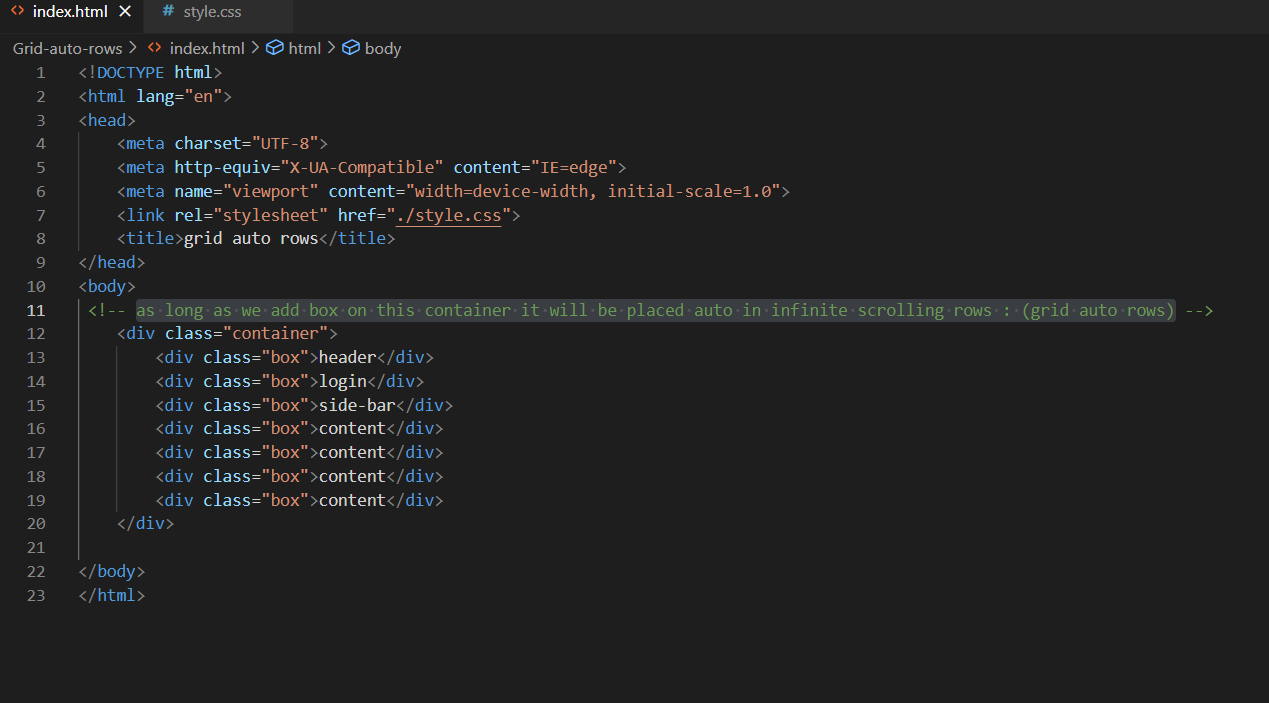 index.html
style.css
Grid-auto-rows > index.html > html > body
1 <!DOCTYPE html>
2 <html lang="en">
3 <head>
4 <meta charset="UTF-8">
5 <meta http-equiv="X-UA-Compatible" content="IE=edge">
6 <meta name="viewport" content="width=device-width, initial-scale=1.0">
7 <link rel="stylesheet" href="./style.css">
8 <title>grid auto rows</title>
9 </head>
10 <body>
11 <!-- as long as we add box on this container it will be placed auto in infinite scrolling rows : (grid auto rows) -->
12 <div class="container">
13 <div class="box">header</div>
14 <div class="box">login</div>
15 <div class="box">side-bar</div>
16 <div class="box">content</div>
17 <div class="box">content</div>
18 <div class="box">content</div>
19 <div class="box">content</div>
20 </div>
21
22 </body>
23 </html>